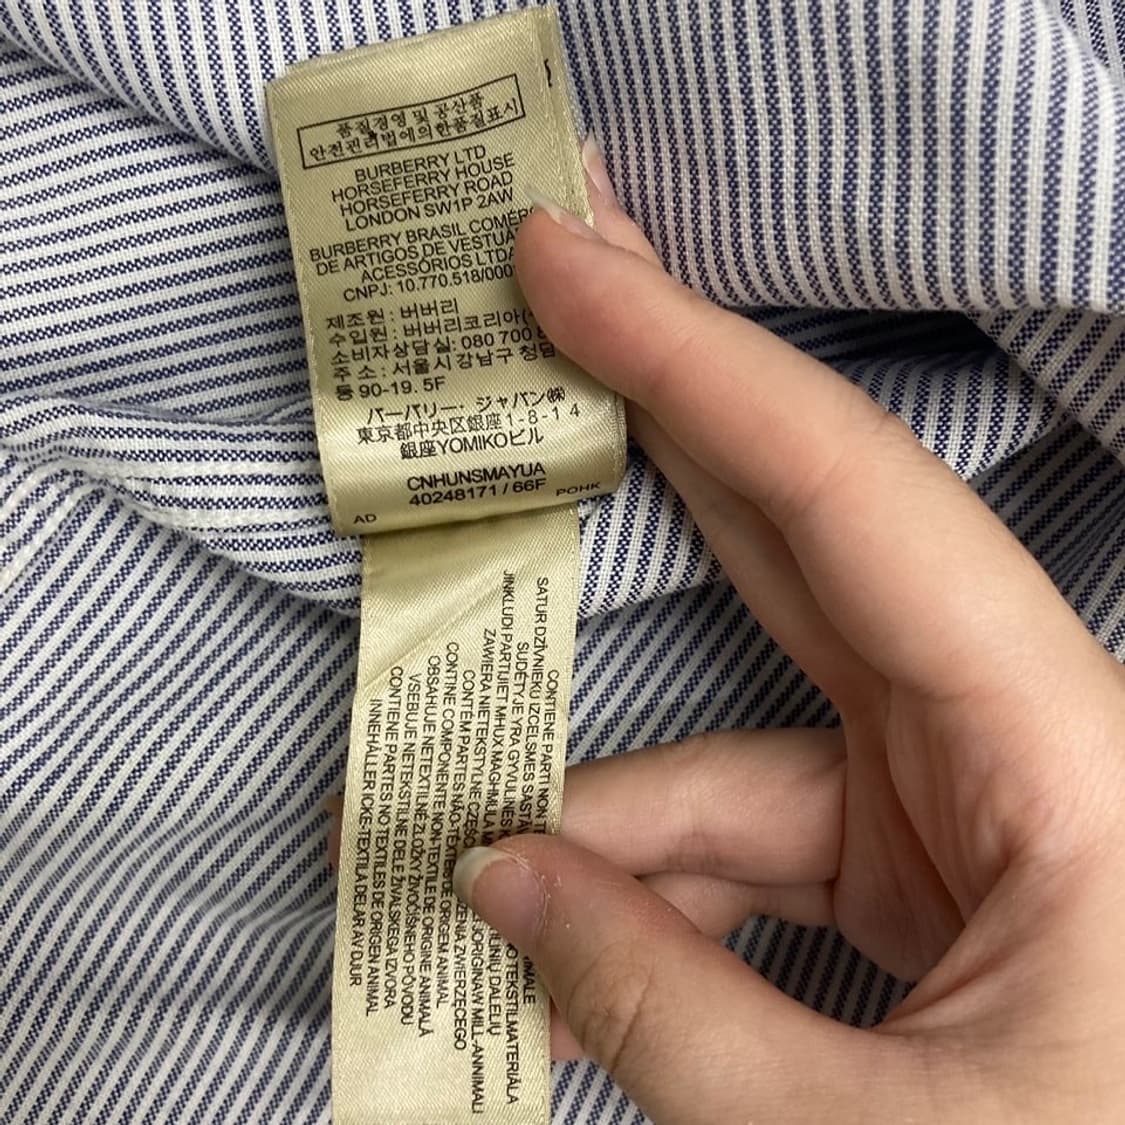 품질경영 및 공산품
안전관리법에의한품질표시
BURBERRY LTD
HORSEFERRY HOUSE
HORSEFERRY ROAD
LONDON SW1P 2AW
BURBERRY BRASIL
DE ARTIGOS DE
ACESSÓRIOS LTDA
CNPJ: 10.770.518/000
제조원 : 버버리
수입원 : 버버리코리아
소비자상담실: 080 700
주 소 : 서울시강남구 청담
동 90-19. 5F
バーバリー・ジャパン㈱
東京都中央区銀座1-8-14
銀座YOMIKOビル
CNHUNSMAYUA
40248171 / 66F
AD
POHK
CONTIENE PARTI NON
SATUR DZĪVNIEKU IZCELSMES
SUDĖTYJE YRA GYVULINĖS
JINKLUDI PARTIJIET MHUX MAGHMULA
ZAWIERA NIETEKSTYLNE
CONTÉM PARTES NÃO-TÊXTEIS DE ORIGEM ANIMAL
CONTINE COMPONENTE NON-TEXTILE DE ORIGINE ANIMALĂ
OBSAHUJE NETEXTILNÉ ZLOŽKY ŽIVOČÍŠNEHO PÔVODU
VSEBUJE NETEKSTILNE DELE ŽIVALSKEGA IZVORA
CONTIENE PARTES NO TEXTILES DE ORIGEN ANIMAL
INNEHÅLLER ICKE-TEXTILA DELAR AV DJUR